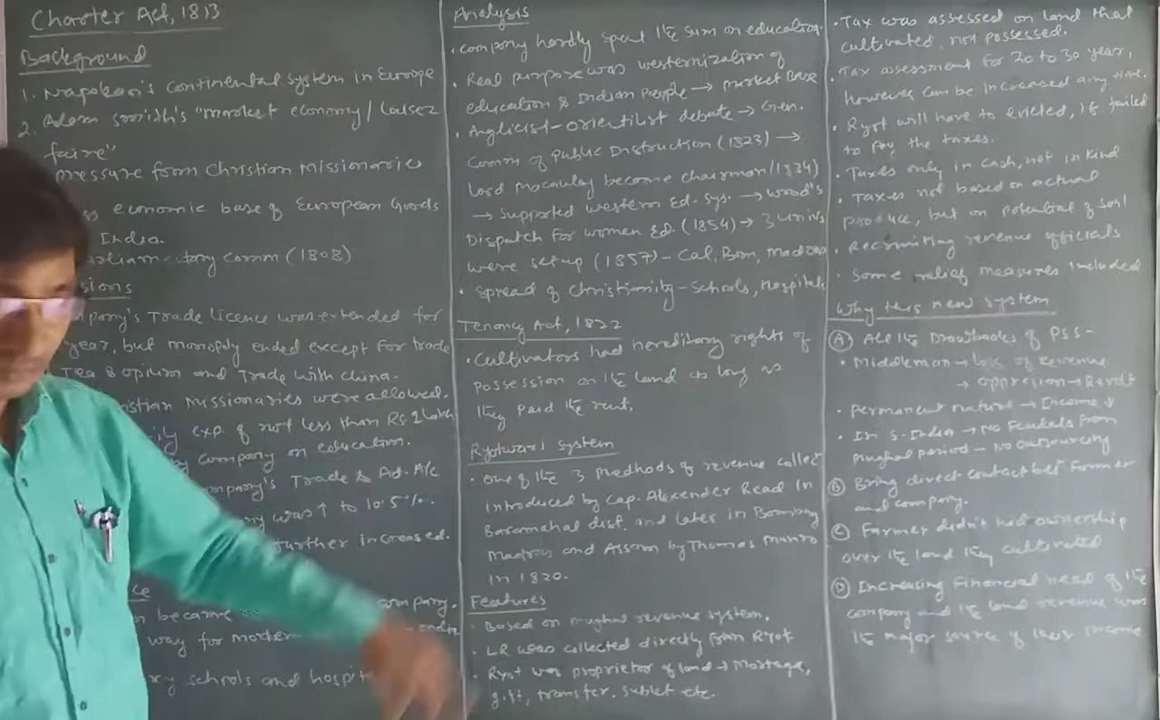 Charter Act, 1813
Background
1. Napolean's continental system in Europe
2. Adam smith's "market economy/ Laisez
faire"
pressure from Christian Missionaries
economic base of European Goods
India.
comm (1808)
Trade Licence was extended for
year, but monopoly ended except for trade
Tea & opium and Trade with China.
missionaries were allowed.
exp. of not less than Rs
company on education.
Trade & Ad. A/c
was ↑ to 10.5%.
further increased.
became company.
way for
schools and
Analysis
• company hardly spent the sum on education.
• Real purpose was westernization of
education & Indian People → market Base
• Anglicist-orientilist debate → Gen.
Comm of Public Instruction (1823) →
Lord Macauley become chairman (1834)
→ supported western Ed. Sys. → wood's
Dispatch for women Ed. (1854) → 3 univs
were setup (1857) - Cal, Bom, Madras
• Spread of Christianity - Schools, Hospitals
Tenancy Act, 1822
• Cultivators had hereditary rights of
possession on the land as long as
they paid the rent.
Ryotwari system
• one of the 3 methods of revenue collec
introduced by Cap. Alexender Read in
Baramahal dist. and later in Bombay
Madras and Assam by Thomas Munro
in 1820.
Features
• Based on mughal revenue system.
• LR was collected directly from Ryot
• Ryot was proprietor of land → Mortage,
gift, transfer, sublet etc.
• Tax was assessed on land that
cultivated, not possessed.
• Tax assessment for 20 to 30 year,
however can be increased any time.
• Ryot will have to evicted, if failed
to pay the taxes.
• Taxes only in cash, not in kind
• Taxes not based on actual
produce, but on potential of soil
• Recruiting revenue officials
• Some relief measures included
Why this new system
(A) All the Drawbacks of PSS -
• Middleman → loss of Revenue
→ oppresion → Revolt
• permanent nature → Income ↓
• In S. India → No Feudals from
Mughal period - No outsourcing
(B) Bring direct contact bet Farmer
and company.
(C) Farmer didn't had ownership
over the land they cultivated
(D) Increasing Financial need of the
company and the land revenue was
the major source of their income